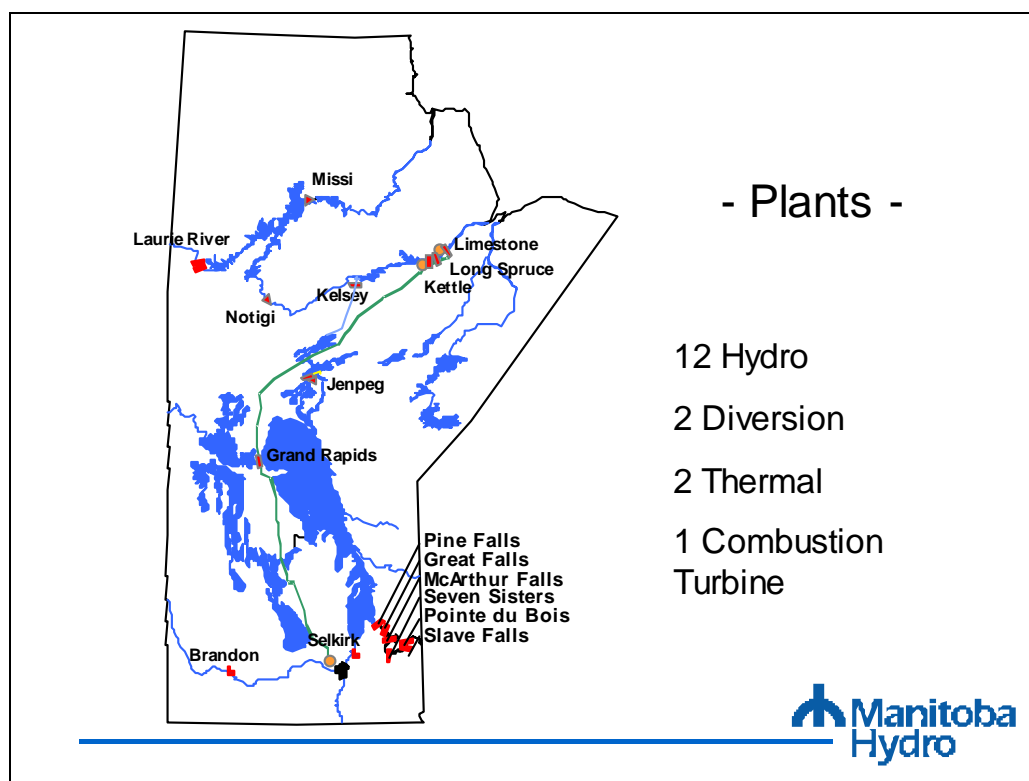 - Plants -
Missi
Laurie River
Limestone
Long Spruce
Kettle
Kelsey
Notigi
Jenpeg
Grand Rapids
Pine Falls
Great Falls
McArthur Falls
Seven Sisters
Pointe du Bois
Slave Falls
Selkirk
Brandon
12 Hydro
2 Diversion
2 Thermal
1 Combustion
Turbine
Manitoba
Hydro